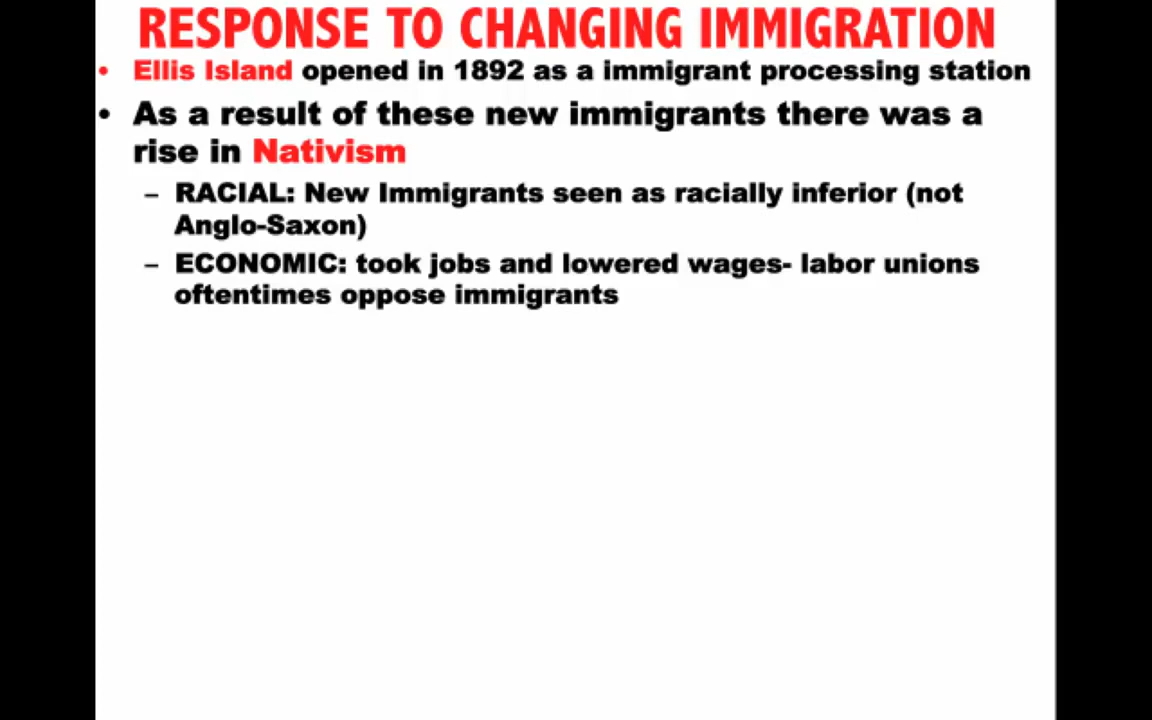 RESPONSE TO CHANGING IMMIGRATION
• Ellis Island opened in 1892 as a immigrant processing station
• As a result of these new immigrants there was a
rise in Nativism
– RACIAL: New Immigrants seen as racially inferior (not
Anglo-Saxon)
– ECONOMIC: took jobs and lowered wages- labor unions
oftentimes oppose immigrants